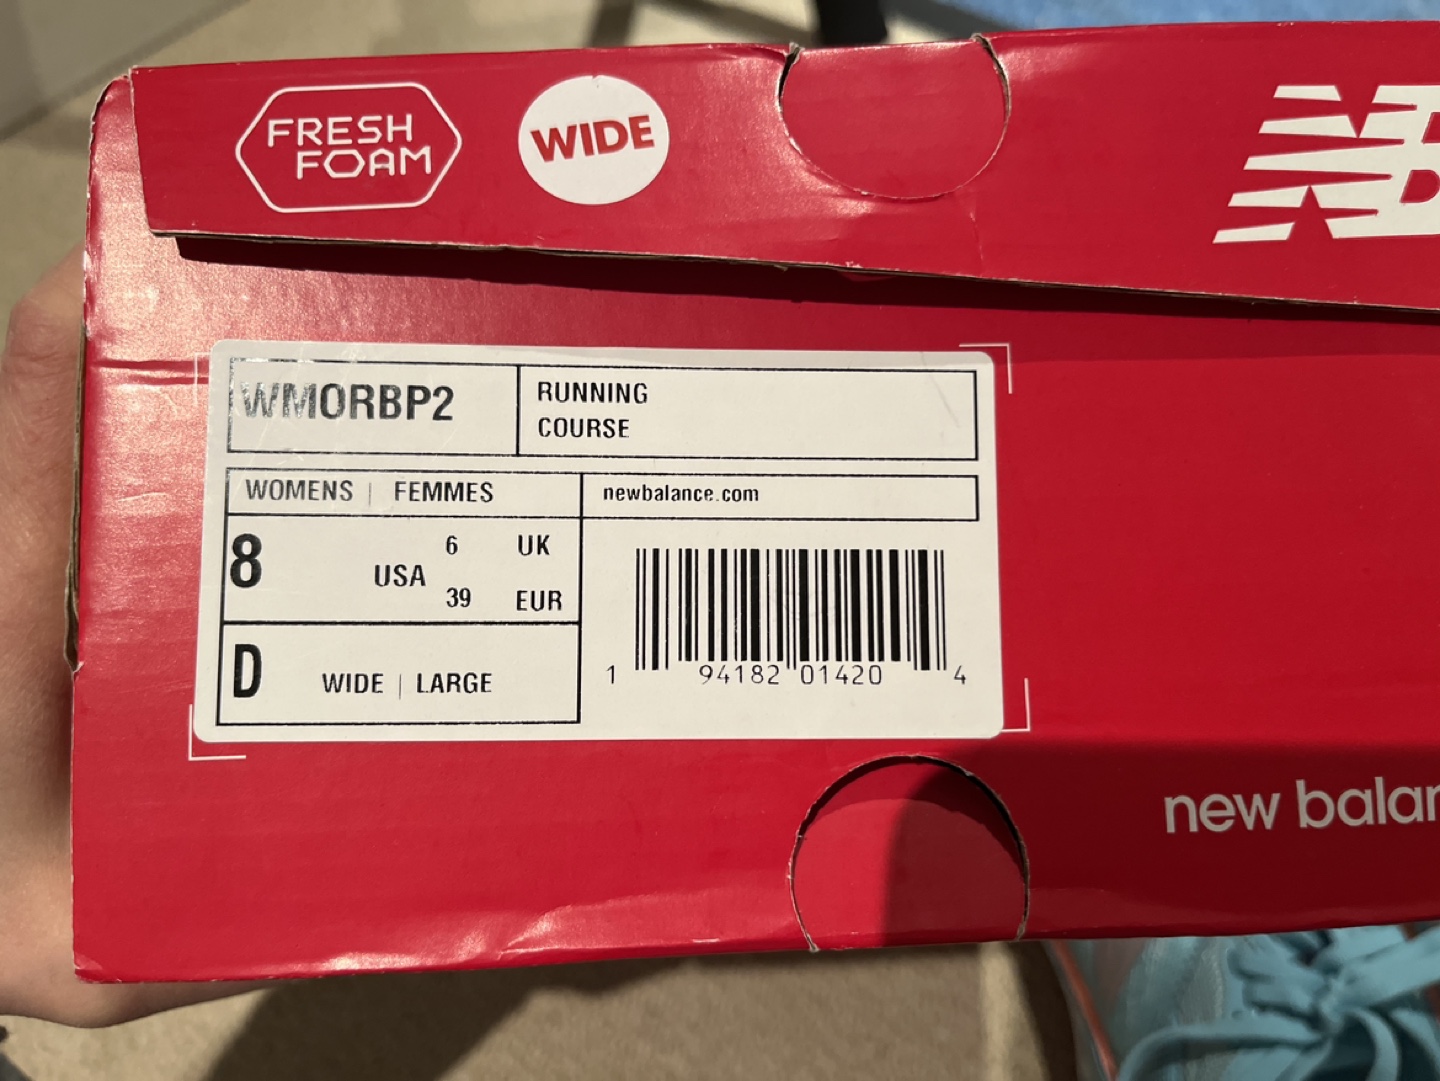 FRESH
FOAM
WIDE
NB
WMORBP2
RUNNING
COURSE
WOMENS | FEMMES
newbalance.com
8 USA 6 UK
39 EUR
D WIDE | LARGE
1 94182 01420 4
new balan